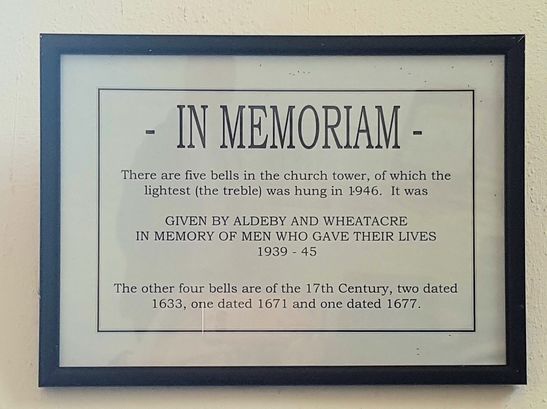 - IN MEMORIAM -
There are five bells in the church tower, of which the
lightest (the treble) was hung in 1946. It was
GIVEN BY ALDEBY AND WHEATACRE
IN MEMORY OF MEN WHO GAVE THEIR LIVES
1939 - 45
The other four bells are of the 17th Century, two dated
1633, one dated 1671 and one dated 1677.